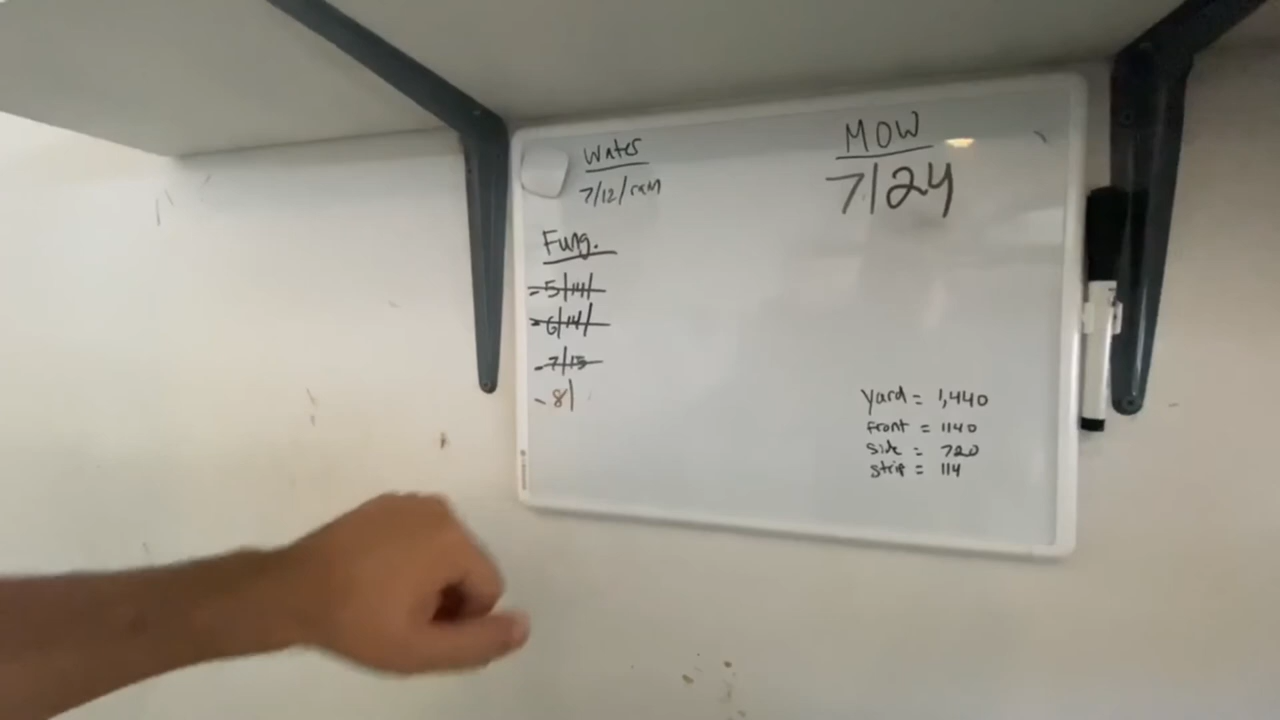 Water
7/12/rain
MOW
7/24
Fung.
- 5/14/
- 6/14/
- 7/15
- 8/
yard = 1,440
front = 1140
side = 720
strip = 114